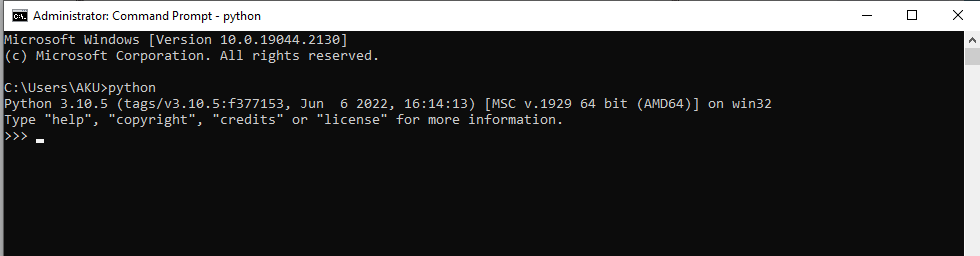 Administrator: Command Prompt - python
Microsoft Windows [Version 10.0.19044.2130]
(c) Microsoft Corporation. All rights reserved.
C:\Users\AKU>python
Python 3.10.5 (tags/v3.10.5:f377153, Jun  6 2022, 16:14:13) [MSC v.1929 64 bit (AMD64)] on win32
Type "help", "copyright", "credits" or "license" for more information.
>>>